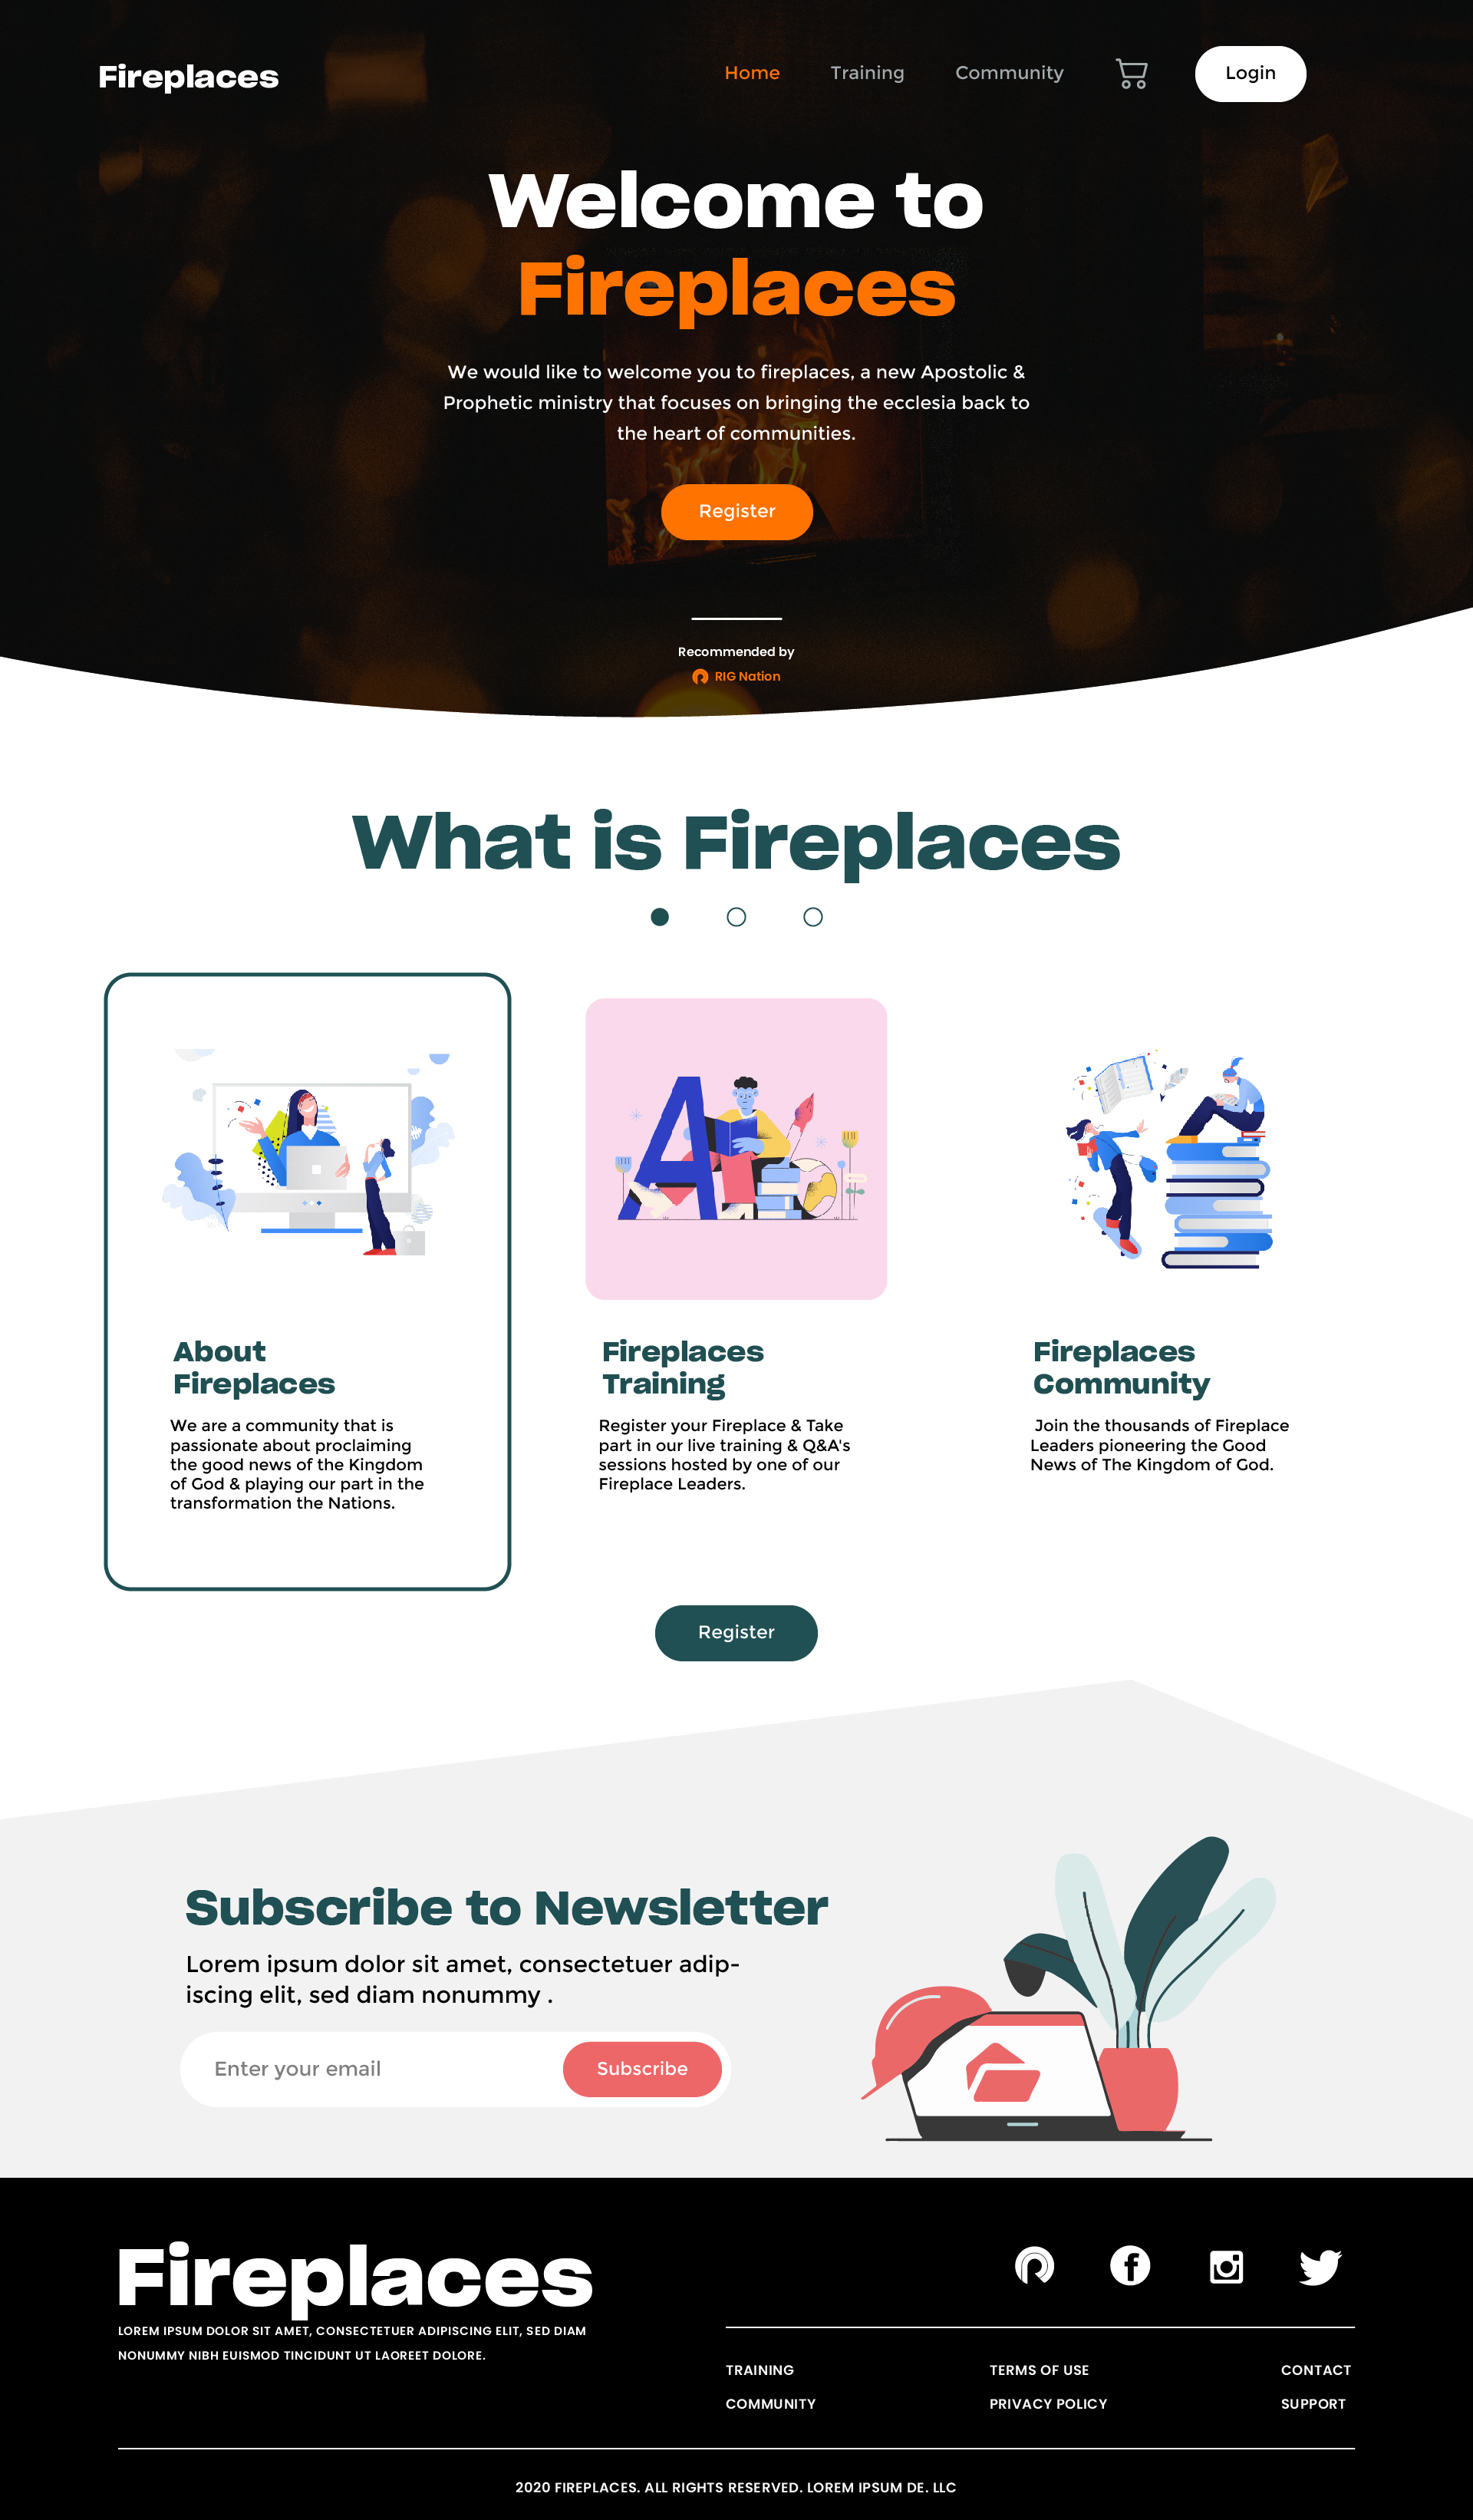 Fireplaces
Home
Training
Community
Login
Welcome to
Fireplaces
We would like to welcome you to fireplaces, a new Apostolic &
Prophetic ministry that focuses on bringing the ecclesia back to
the heart of communities.
Register
Recommended by
RIG Nation
What is Fireplaces
About
Fireplaces
We are a community that is
passionate about proclaiming
the good news of the Kingdom
of God & playing our part in the
transformation the Nations.
Fireplaces
Training
Register your Fireplace & Take
part in our live training & Q&A's
sessions hosted by one of our
Fireplace Leaders.
Fireplaces
Community
Join the thousands of Fireplace
Leaders pioneering the Good
News of The Kingdom of God.
Register
Subscribe to Newsletter
Lorem ipsum dolor sit amet, consectetuer adip-
iscing elit, sed diam nonummy .
Enter your email
Subscribe
Fireplaces
LOREM IPSUM DOLOR SIT AMET, CONSECTETUER ADIPISCING ELIT, SED DIAM
NONUMMY NIBH EUISMOD TINCIDUNT UT LAOREET DOLORE.
TRAINING
COMMUNITY
TERMS OF USE
PRIVACY POLICY
CONTACT
SUPPORT
2020 FIREPLACES. ALL RIGHTS RESERVED. LOREM IPSUM DE. LLC